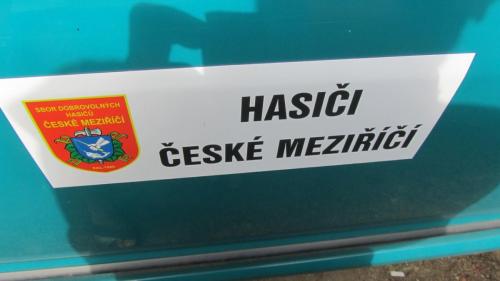 SBOR DOBROVOLNÝCH
HASIČŮ
ČESKÉ MEZIŘÍČÍ
HASIČI
ČESKÉ MEZIŘÍČÍ